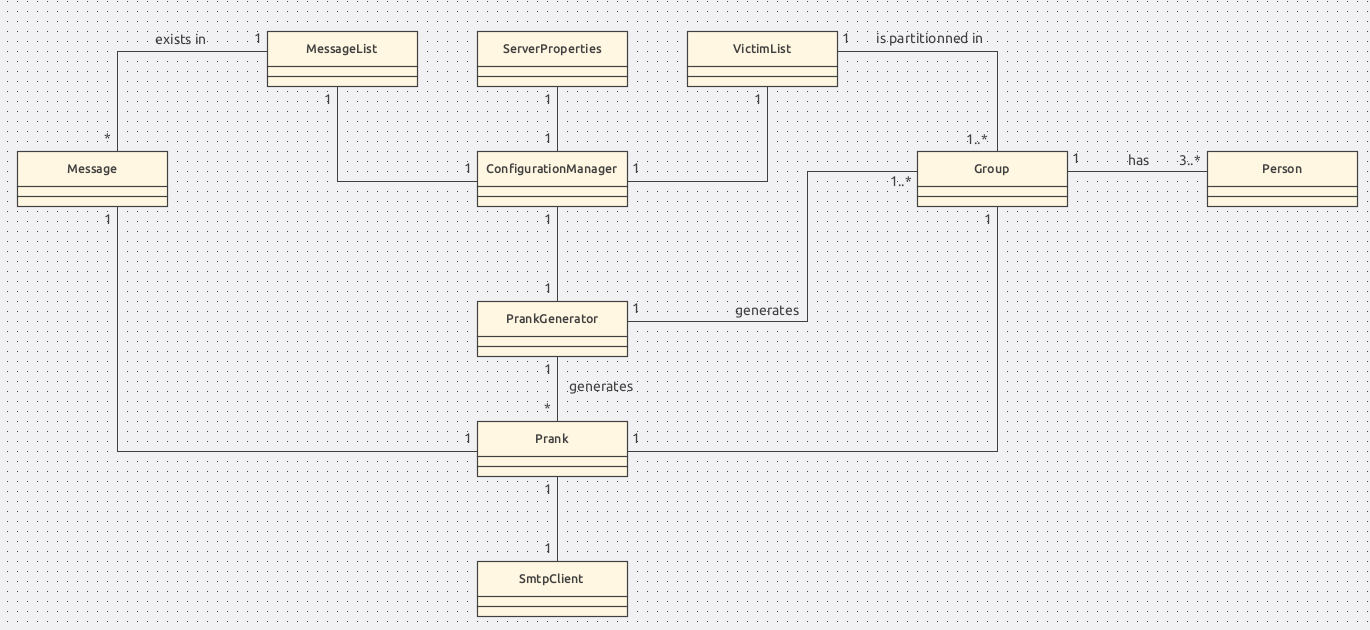 exists in
1
MessageList
ServerProperties
VictimList
1
is partitionned in
1
1
1
*
1
1..*
Message
1
ConfigurationManager
1
1..*
Group
1
has
3..*
Person
1
1
1
1
PrankGenerator
1
generates
1
generates
*
1
Prank
1
1
1
SmtpClient